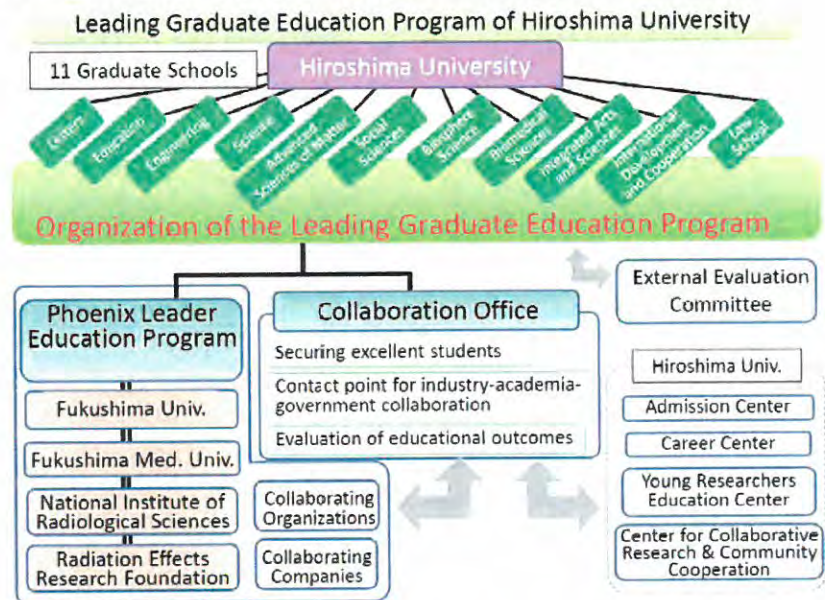 Leading Graduate Education Program of Hiroshima University
11 Graduate Schools
Hiroshima University
Letters
Education
Engineering
Science
Advanced
Sciences of Matter
Social
Sciences
Biosphere
Science
Biomedical
Sciences
Integrated Arts
and Sciences
International
Development
and Cooperation
Law
School
Organization of the Leading Graduate Education Program
External Evaluation
Committee
Phoenix Leader
Education Program
Fukushima Univ.
Fukushima Med. Univ.
National Institute of
Radiological Sciences
Radiation Effects
Research Foundation
Collaborating
Organizations
Collaborating
Companies
Collaboration Office
Securing excellent students
Contact point for industry-academia-
government collaboration
Evaluation of educational outcomes
Hiroshima Univ.
Admission Center
Career Center
Young Researchers
Education Center
Center for Collaborative
Research & Community
Cooperation